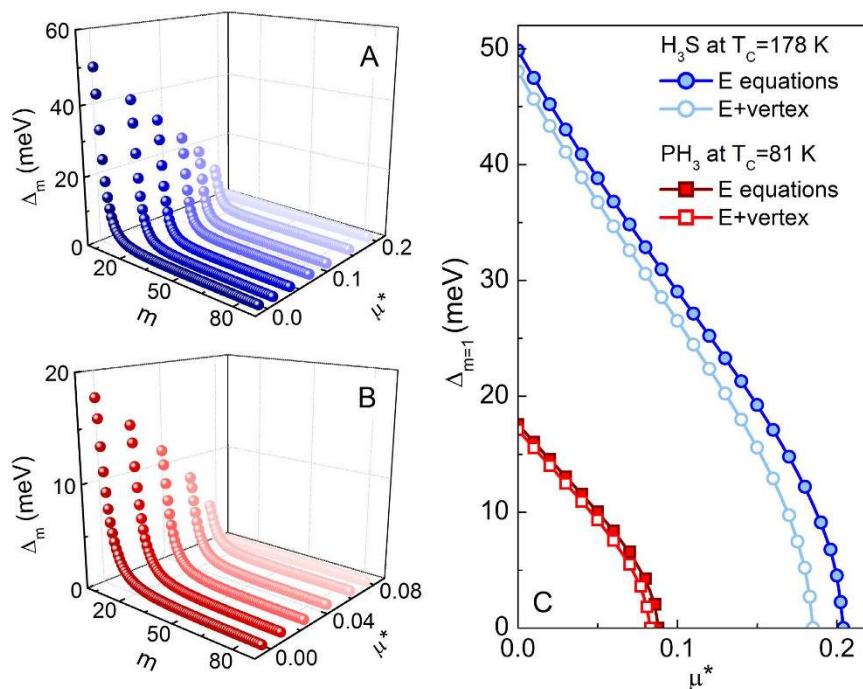 A
60
40
20
0
Δm (meV)
20
50
80
m
0.0
0.1
0.2
μ*
B
20
10
0
Δm (meV)
20
50
80
m
0.00
0.04
0.08
μ*
H3S at TC=178 K
E equations
E+vertex
PH3 at TC=81 K
E equations
E+vertex
50
40
30
20
10
0
Δm=1 (meV)
C
0.0
0.1
0.2
μ*